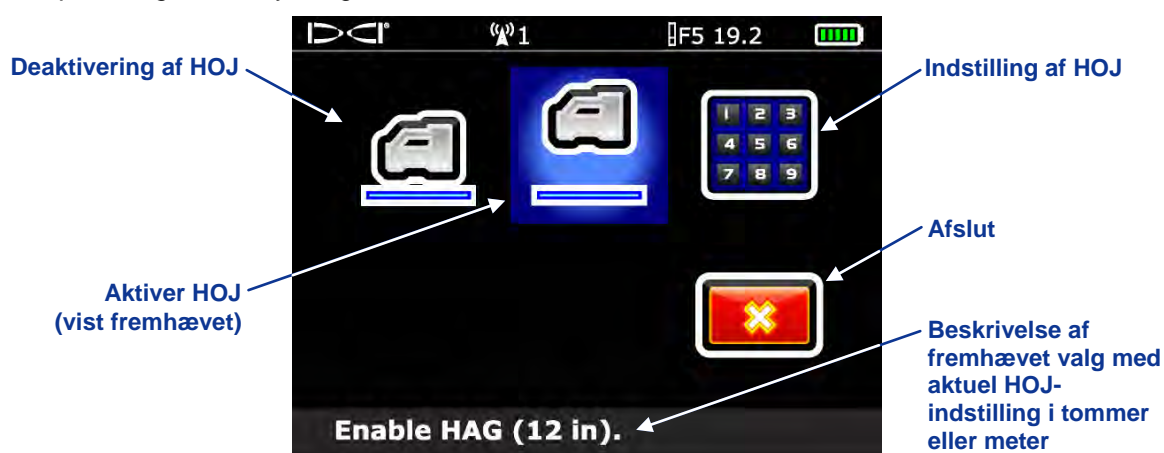 1
F5 19.2
Deaktivering af HOJ
Indstilling af HOJ
1 2 3
4 5 6
7 8 9
Afslut
Aktiver HOJ
(vist fremhævet)
Beskrivelse af
fremhævet valg med
aktuel HOJ-
indstilling i tommer
eller meter
Enable HAG (12 in).